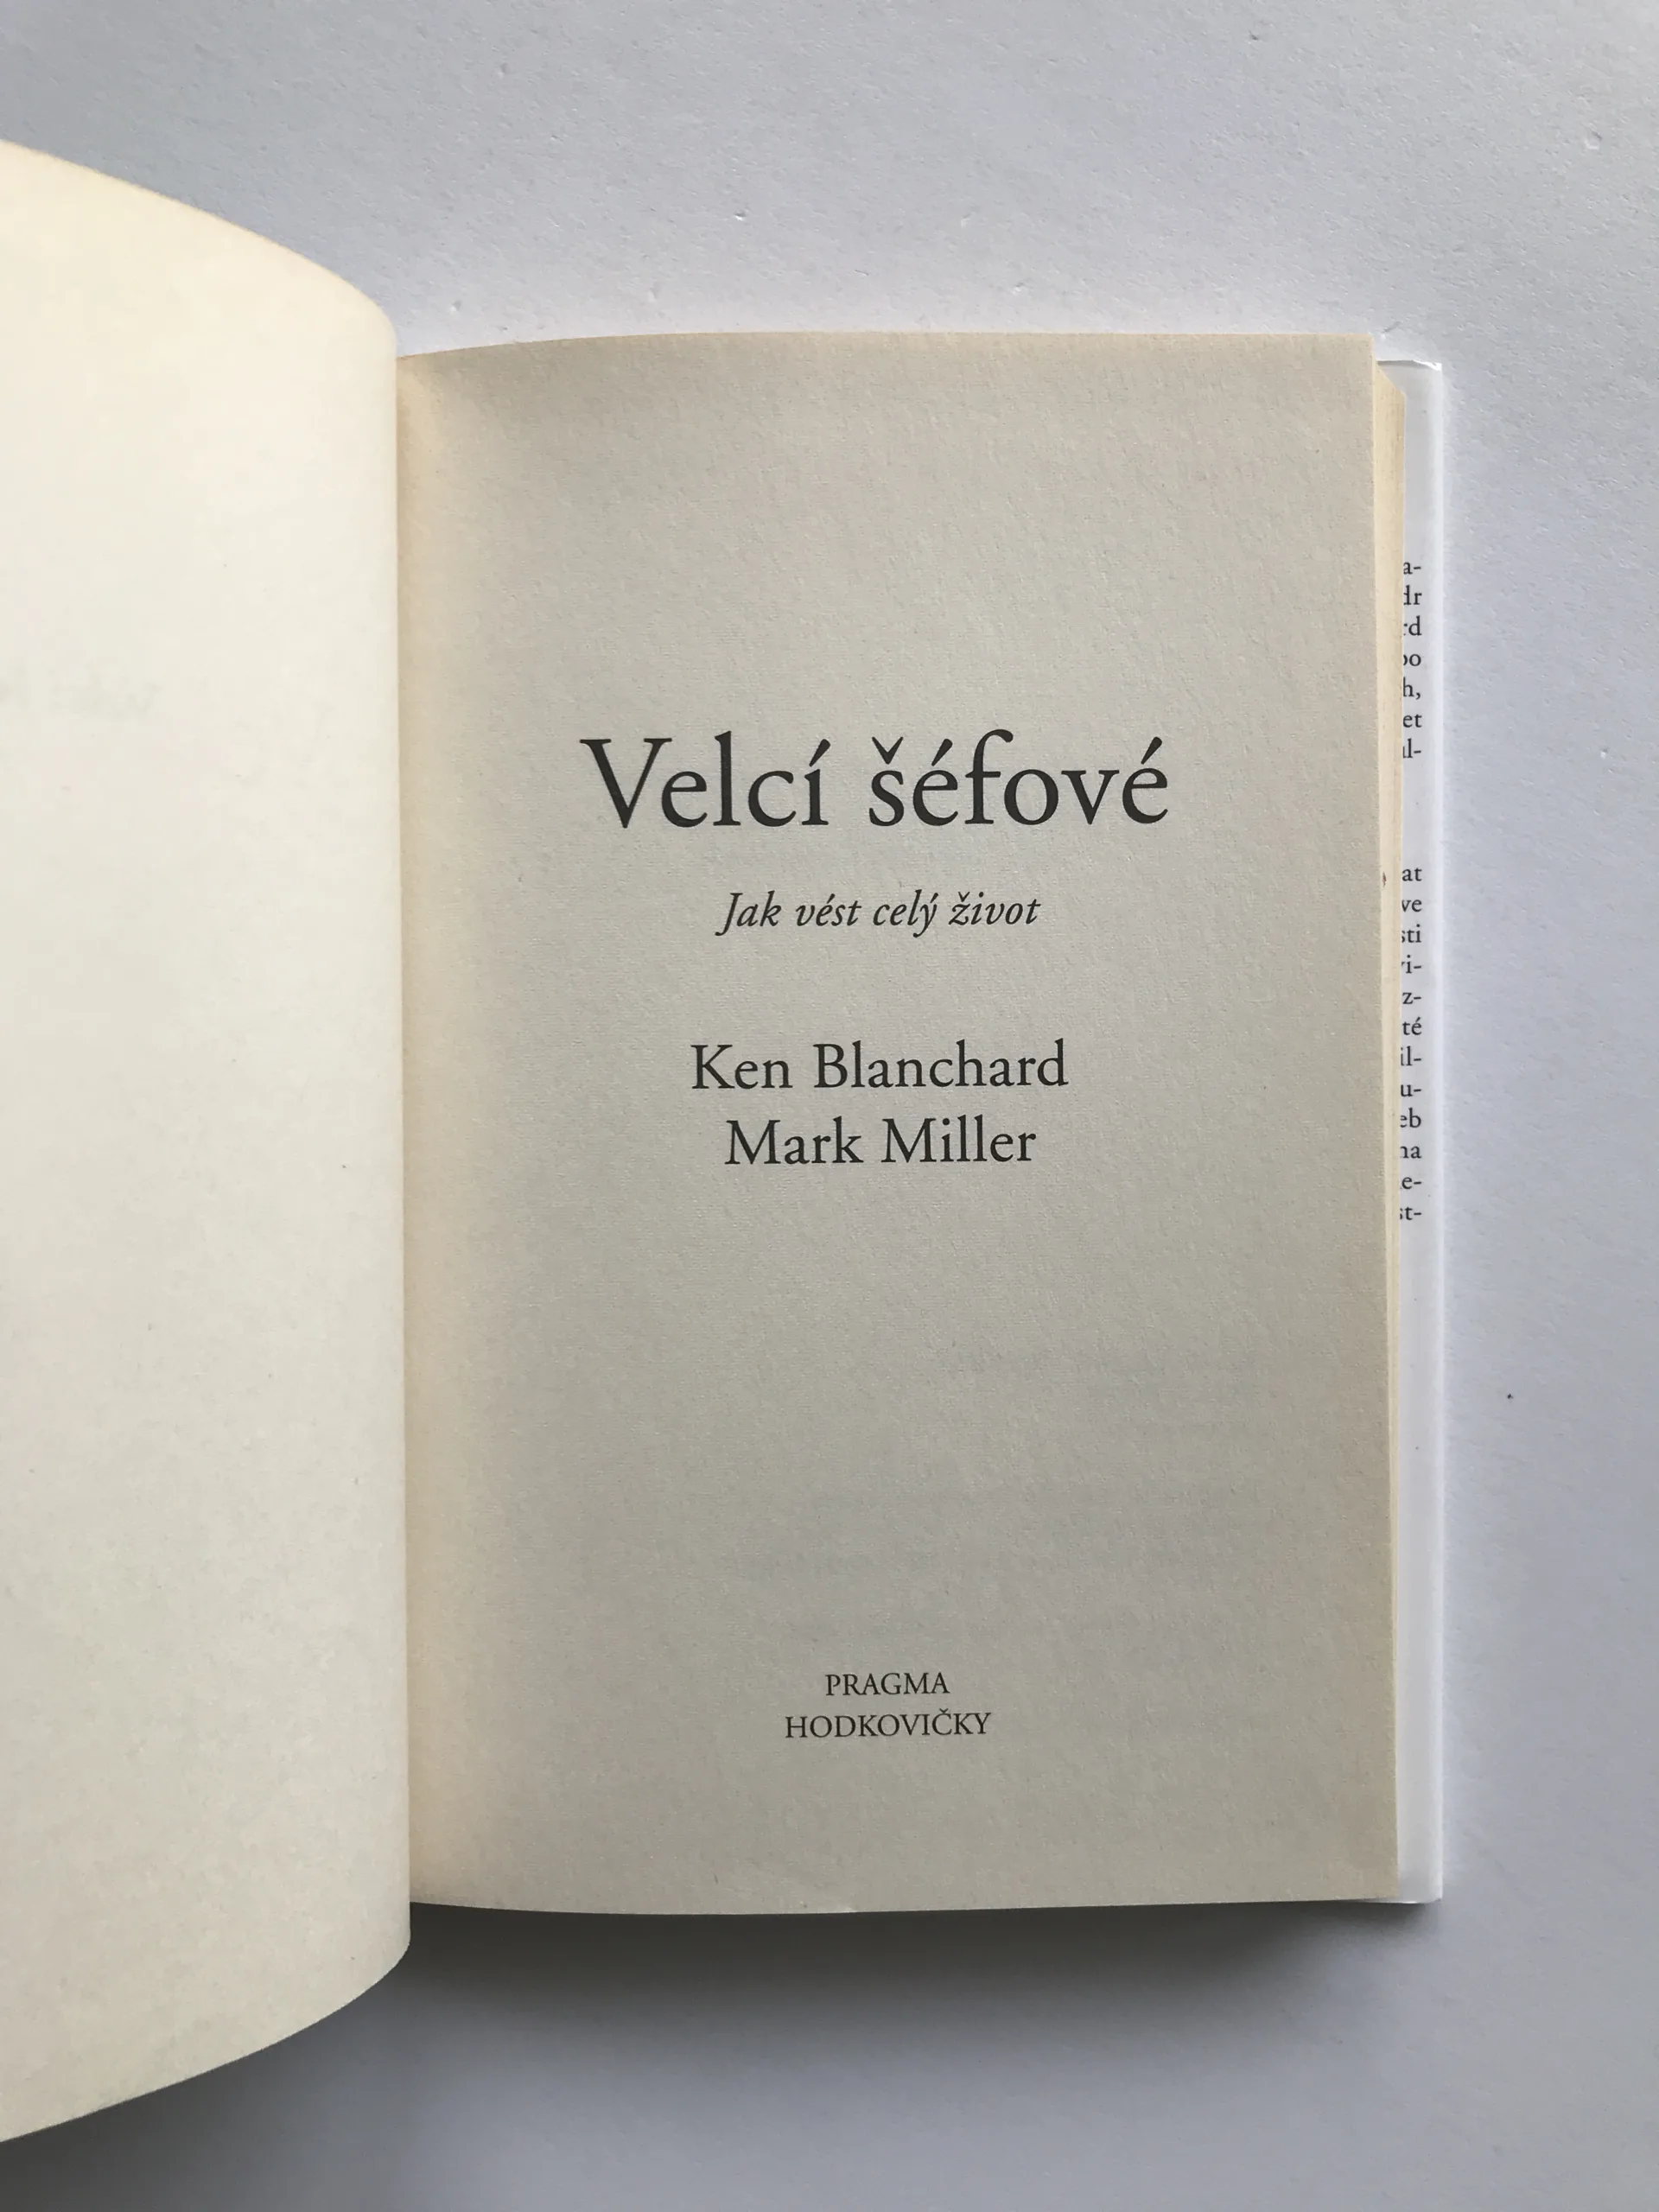 Velcí šéfové
Jak vést celý život
Ken Blanchard
Mark Miller
PRAGMA
HODKOVIČKY